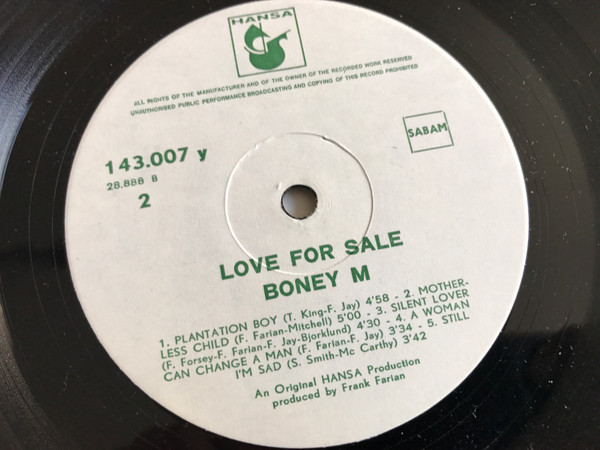 HANSA
ALL RIGHTS OF THE MANUFACTURER AND OF THE OWNER OF THE RECORDED WORK RESERVED
UNAUTHORISED PUBLIC PERFORMANCE BROADCASTING AND COPYING OF THIS RECORD PROHIBITED
SABAM
143.007 y
28.888 B
2
LOVE FOR SALE
BONEY M
1. PLANTATION BOY (T. King-F. Jay) 4'58 - 2. MOTHER-
LESS CHILD (F. Farian-Mitchell) 5'00 - 3. SILENT LOVER
(F. Forsey-F. Farian-F. Jay-Bjorklund) 4'30 - 4. A WOMAN
CAN CHANGE A MAN (F. Farian-F. Jay) 3'34 - 5. STILL
I'M SAD (S. Smith-Mc Carthy) 3'42
An Original HANSA Production
produced by Frank Farian